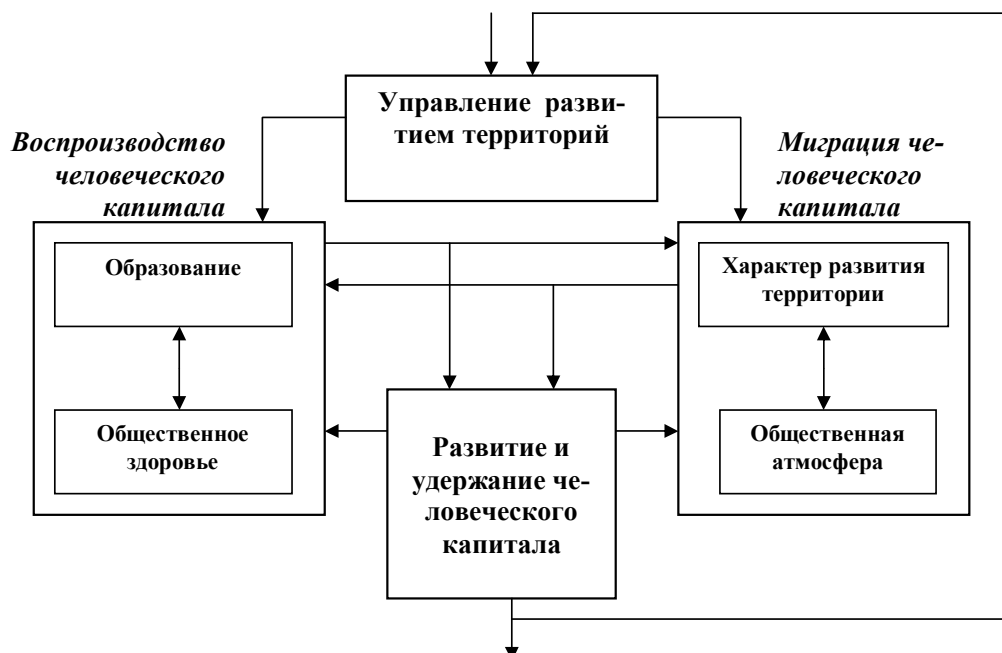 Управление разви-
тием территорий
Воспроизводство
человеческого
капитала
Миграция че-
ловеческого
капитала
Образование
Характер развития
территории
Общественное
здоровье
Развитие и
удержание че-
ловеческого
капитала
Общественная
атмосфера